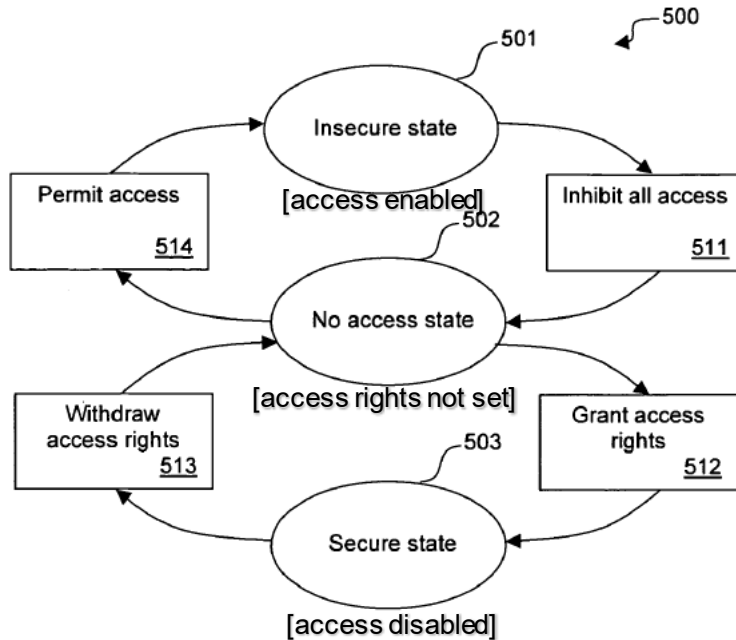 500
501
Insecure state
[access enabled]
Permit access
514
Inhibit all access
511
502
No access state
[access rights not set]
Withdraw
access rights
513
Grant access
rights
512
503
Secure state
[access disabled]